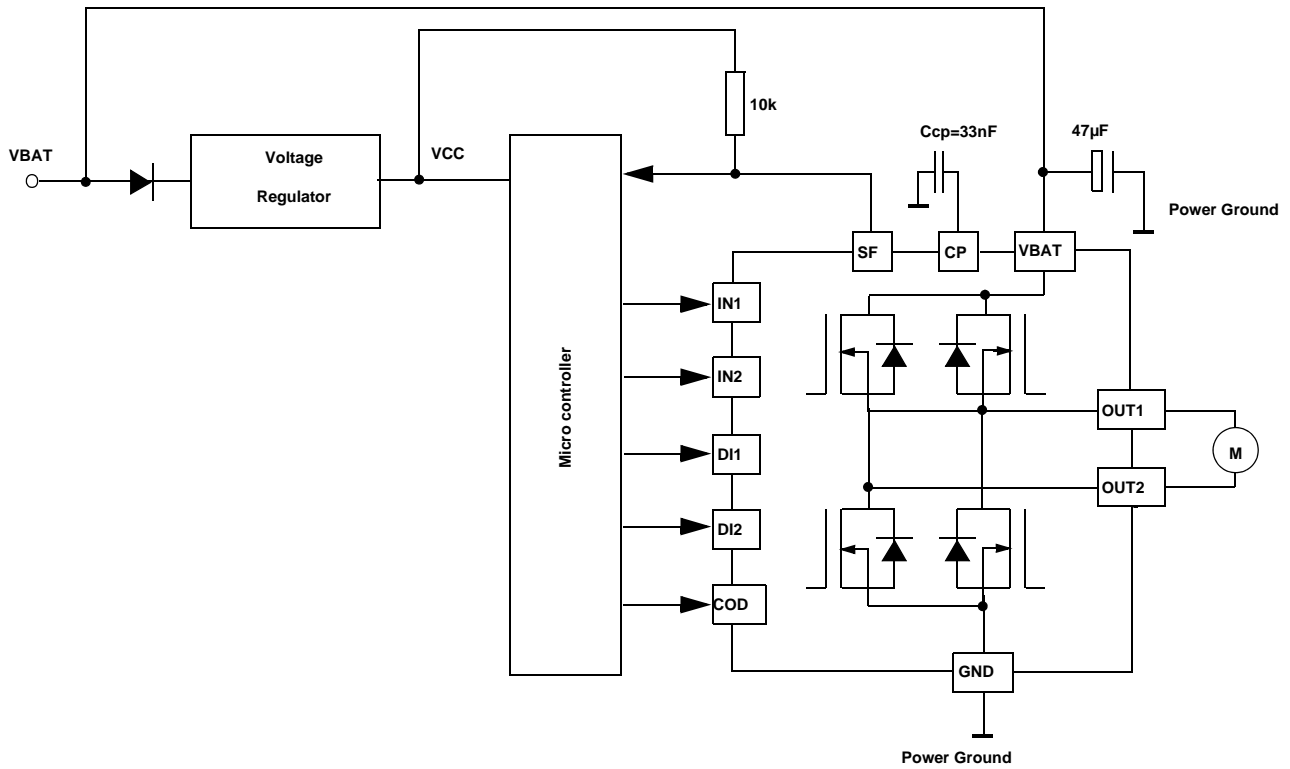 10k
Ccp=33nF
47µF
VBAT
Voltage
Regulator
VCC
Power Ground
SF
CP
VBAT
IN1
IN2
DI1
DI2
COD
Micro controller
OUT1
M
OUT2
GND
Power Ground